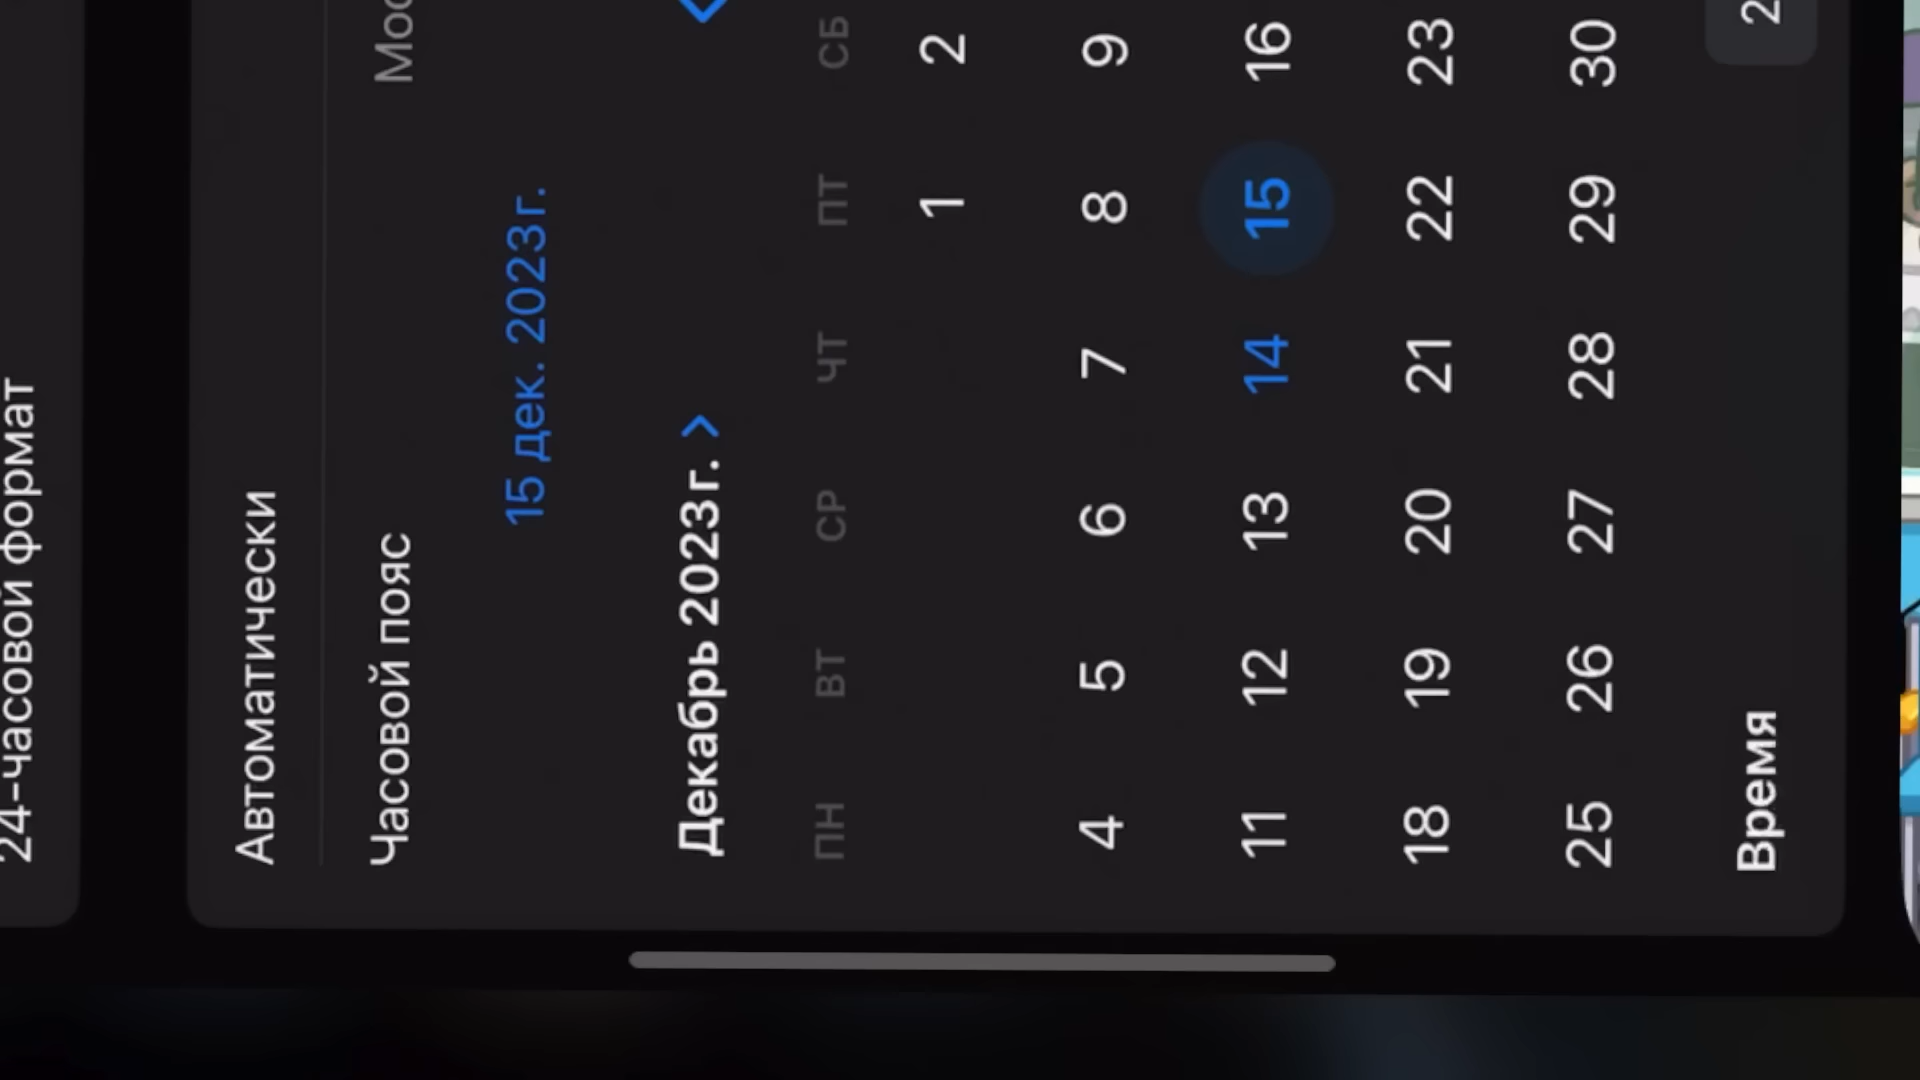 24-часовой формат
Автоматически
Часовой пояс Мос
15 дек. 2023 г.
Декабрь 2023 г.
ПН ВТ СР ЧТ ПТ СБ
1 2
4 5 6 7 8 9
11 12 13 14 15 16
18 19 20 21 22 23
25 26 27 28 29 30
Время 2